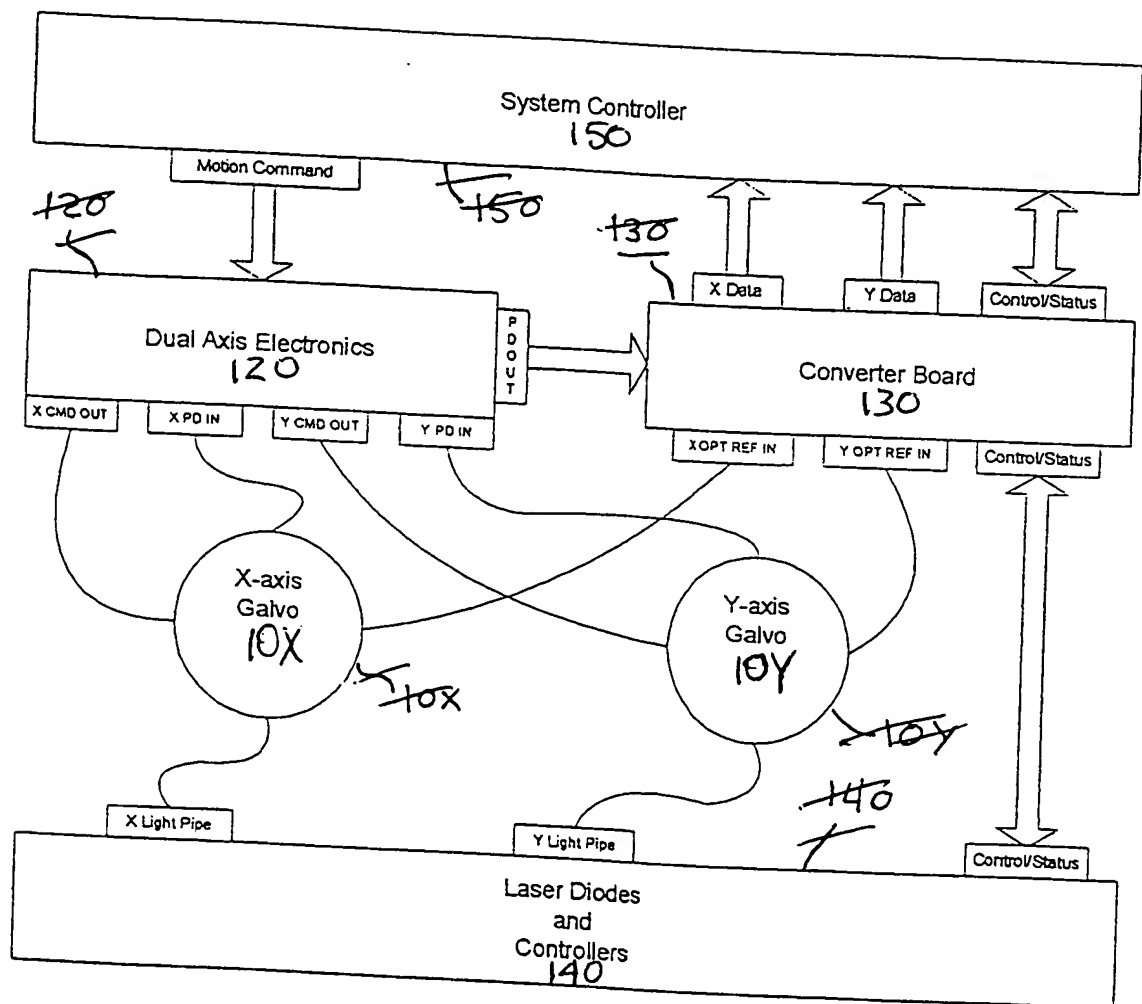 System Controller
150
Motion Command
150
120
130
X Data
Y Data
Control/Status
Dual Axis Electronics
120
PDOUT
Converter Board
130
X CMD OUT
X PD IN
Y CMD OUT
Y PD IN
X OPT REF IN
Y OPT REF IN
Control/Status
X-axis
Galvo
10X
10X
Y-axis
Galvo
10Y
10Y
140
X Light Pipe
Y Light Pipe
Control/Status
Laser Diodes
and
Controllers
140